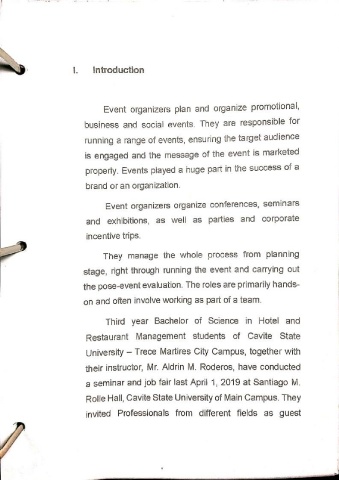 I. Introduction
Event organizers plan and organize promotional,
business and social events. They are responsible for
running a range of events, ensuring the target audience
is engaged and the message of the event is marketed
properly. Events played a huge part in the success of a
brand or an organization.
Event organizers organize conferences, seminars
and exhibitions, as well as parties and corporate
incentive trips.
They manage the whole process from planning
stage, right through running the event and carrying out
the pose-event evaluation. The roles are primarily hands-
on and often involve working as part of a team.
Third year Bachelor of Science in Hotel and
Restaurant Management students of Cavite State
University – Trece Martires City Campus, together with
their instructor, Mr. Aldrin M. Roderos, have conducted
a seminar and job fair last April 1, 2019 at Santiago M.
Rolle Hall, Cavite State University of Main Campus. They
invited Professionals from different fields as guest